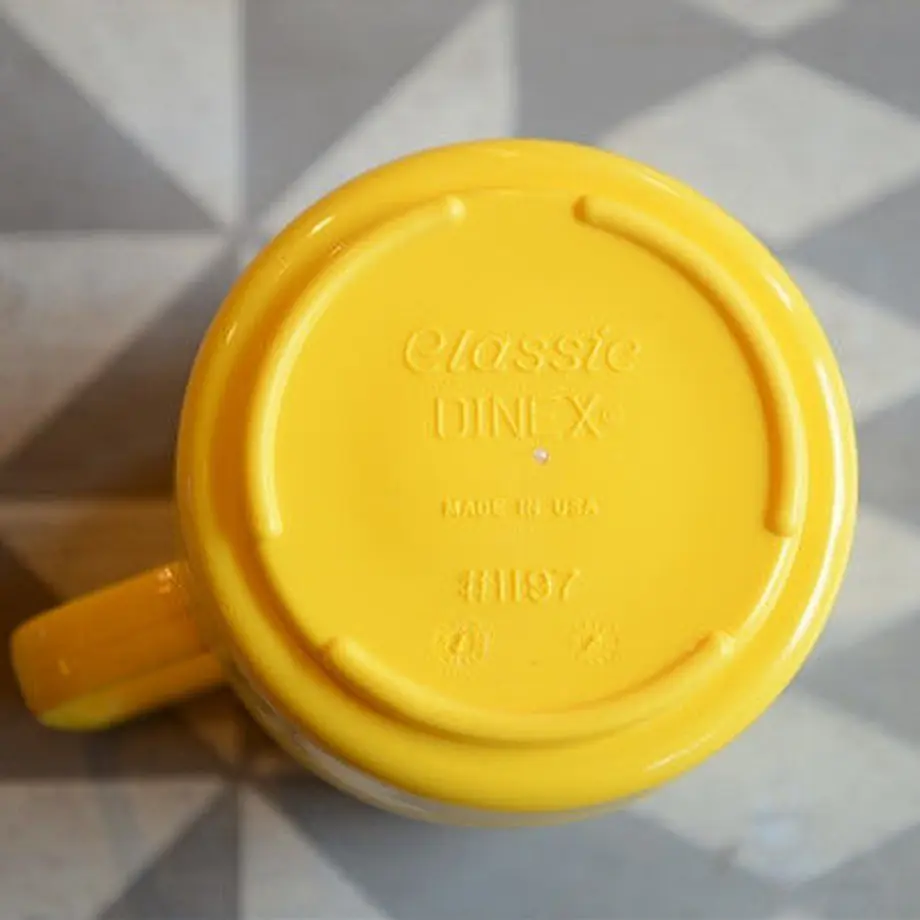 Classic
DINEX®
MADE IN USA
#1197